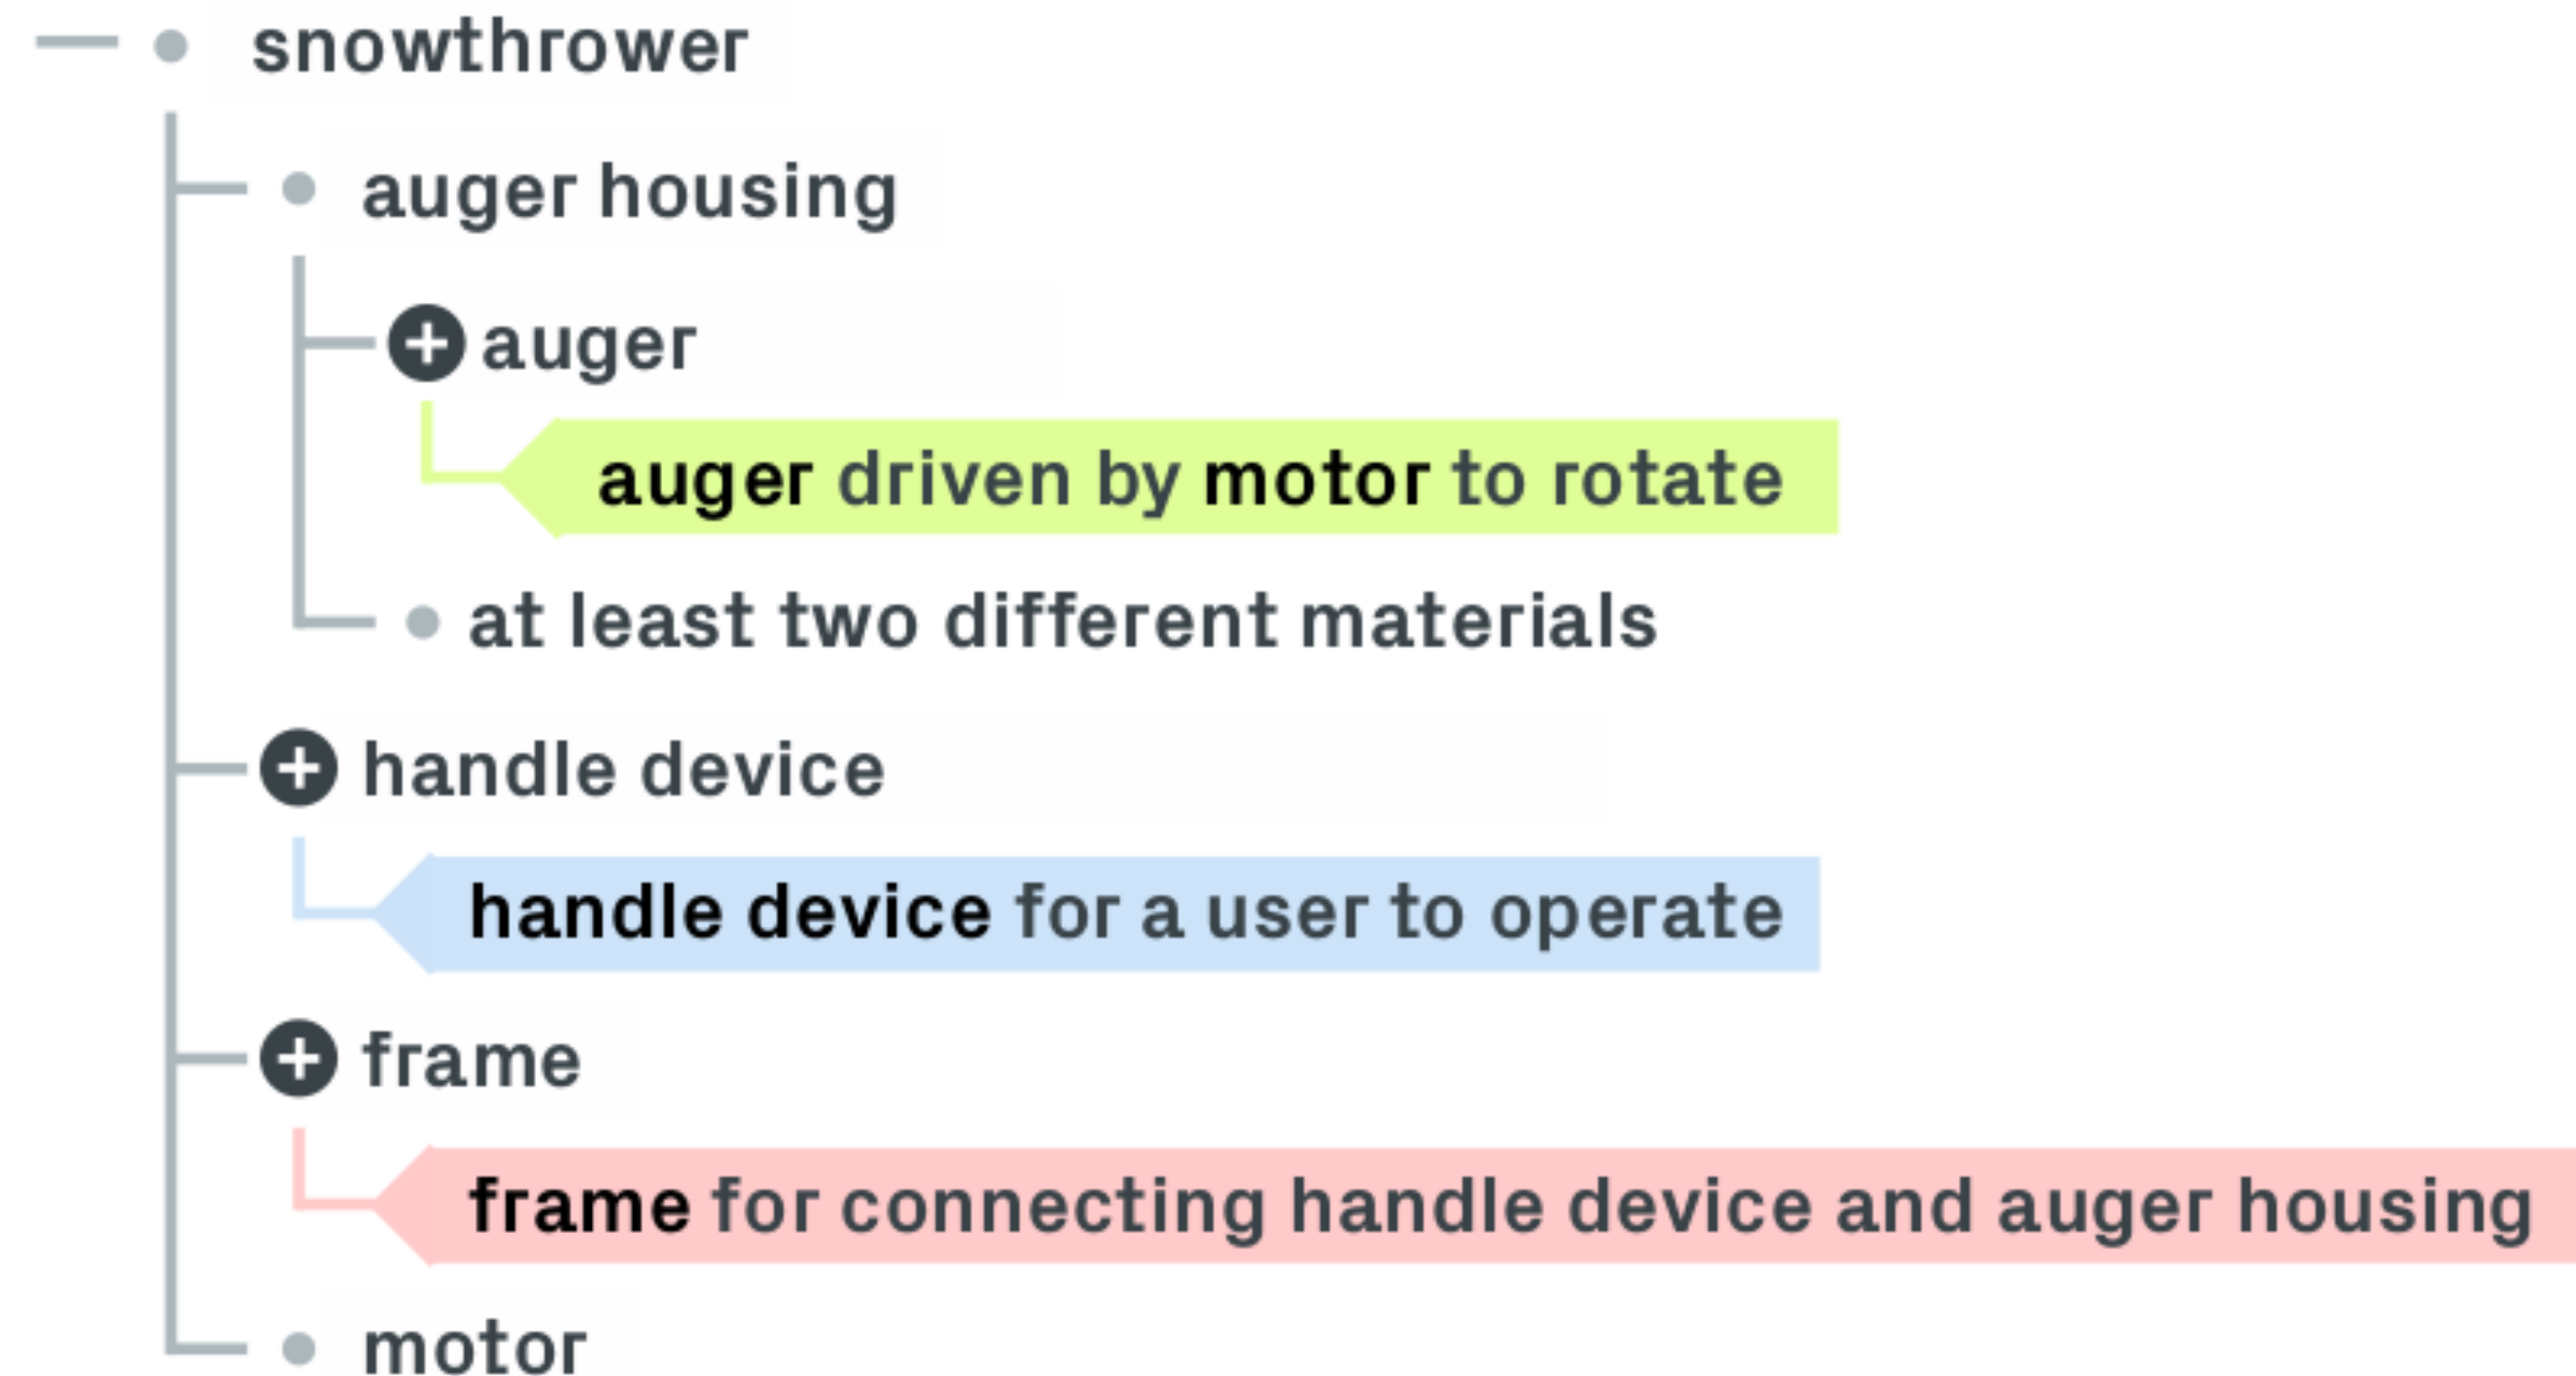 snowthrower
auger housing
auger
auger driven by motor to rotate
at least two different materials
handle device
handle device for a user to operate
frame
frame for connecting handle device and auger housing
motor